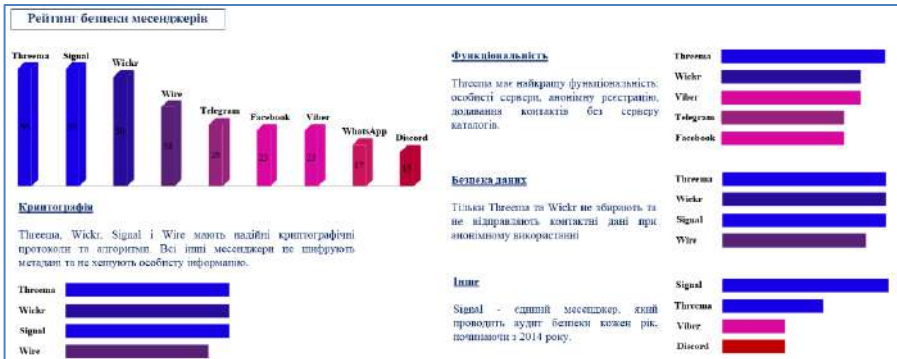 Рейтинг безпеки месенджерів
Threema
Signal
Wickr
Wire
Telegram
Facebook
Viber
WhatsApp
Discord
23
23
17
Криптографія
Threema, Wickr, Signal і Wire мають надійні криптографічні
протоколи та алгоритми. Всі інші месенджери не шифрують
метадані та не хешують особисту інформацію.
Threema
Wickr
Signal
Wire
Функціональність
Threema має найкращу функціональність:
особисті сервери, анонімну реєстрацію,
додавання контактів без серверу
каталогів.
Threema
Wickr
Viber
Telegram
Facebook
Безпека даних
Тільки Threema та Wickr не збирають та
не відправляють контактні дані при
анонімному використанні
Threema
Wickr
Signal
Wire
Інше
Signal - єдиний месенджер, який
проводить аудит безпеки кожен рік,
починаючи з 2014 року.
Signal
Threema
Viber
Discord